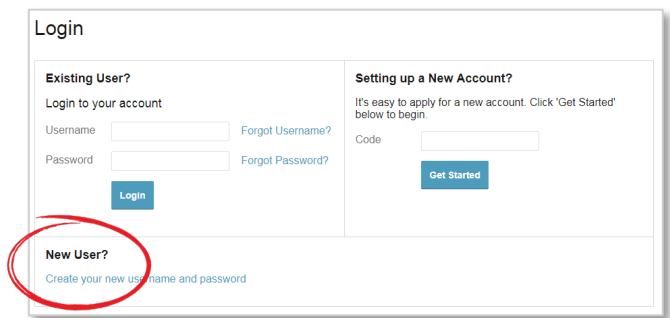 Login
Existing User?
Login to your account
Username
Forgot Username?
Password
Forgot Password?
Login
Setting up a New Account?
It's easy to apply for a new account. Click 'Get Started'
below to begin.
Code
Get Started
New User?
Create your new username and password